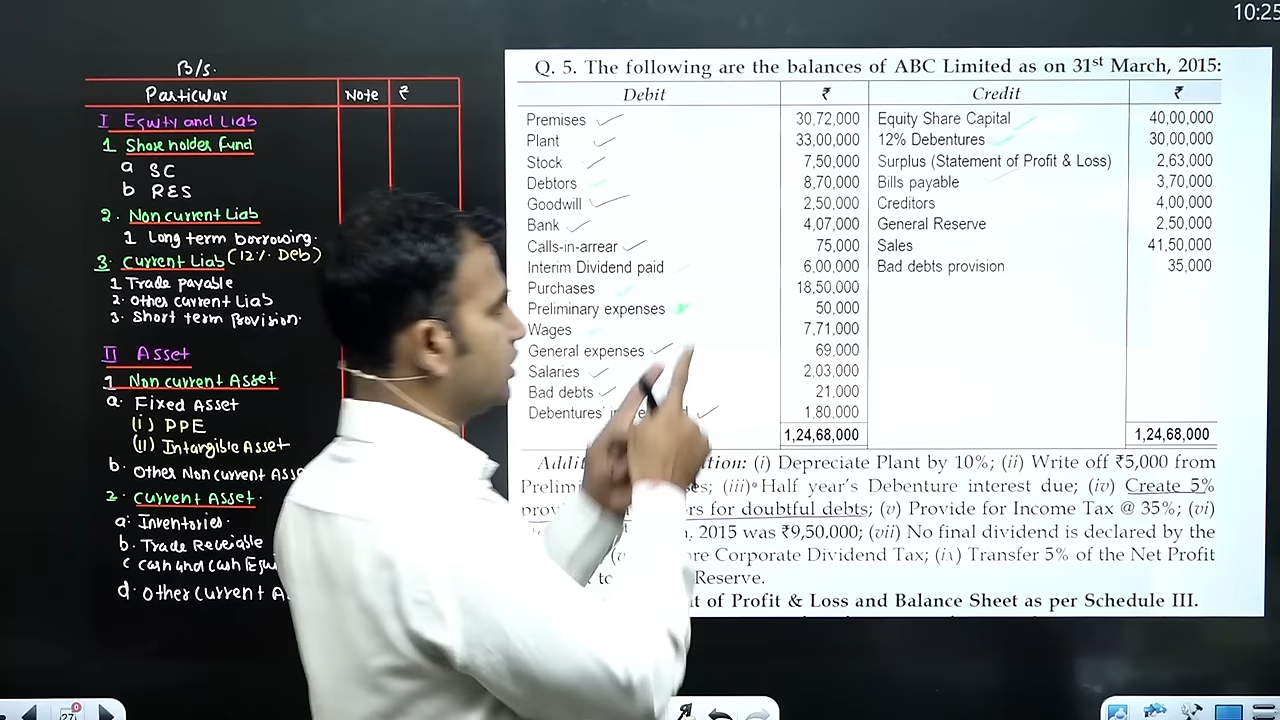 10:25
B/s.
Particular Note ₹
I Equity and Liab
1 Shareholder fund
a SC
b RES
2. Non current Liab
1 Long term borrowing.
3. Current Liab (12% Deb)
1 Trade payable
2. Other current Liab
3. Short term Provision.
II Asset
1 Non current Asset
a. Fixed Asset
(i) PPE
(ii) Intangible Asset
b. Other Non current Asse
2. Current Asset.
a. Inventories.
b. Trade Receiable
c cash and cash Equi
d. Other current A.
Q. 5. The following are the balances of ABC Limited as on 31st March, 2015:
Debit ₹ Credit ₹
Premises 30,72,000 Equity Share Capital 40,00,000
Plant 33,00,000 12% Debentures 30,00,000
Stock 7,50,000 Surplus (Statement of Profit & Loss) 2,63,000
Debtors 8,70,000 Bills payable 3,70,000
Goodwill 2,50,000 Creditors 4,00,000
Bank 4,07,000 General Reserve 2,50,000
Calls-in-arrear 75,000 Sales 41,50,000
Interim Dividend paid 6,00,000 Bad debts provision 35,000
Purchases 18,50,000
Preliminary expenses 50,000
Wages 7,71,000
General expenses 69,000
Salaries 2,03,000
Bad debts 21,000
Debentures' 1,80,000
1,24,68,000 1,24,68,000
Addit tion: (i) Depreciate Plant by 10%; (ii) Write off ₹5,000 from
Prelimi es; (iii) Half year's Debenture interest due; (iv) Create 5%
prov rs for doubtful debts; (v) Provide for Income Tax @ 35%; (vi)
, 2015 was ₹9,50,000; (vii) No final dividend is declared by the
re Corporate Dividend Tax; (ix) Transfer 5% of the Net Profit
to Reserve.
t of Profit & Loss and Balance Sheet as per Schedule III.
27